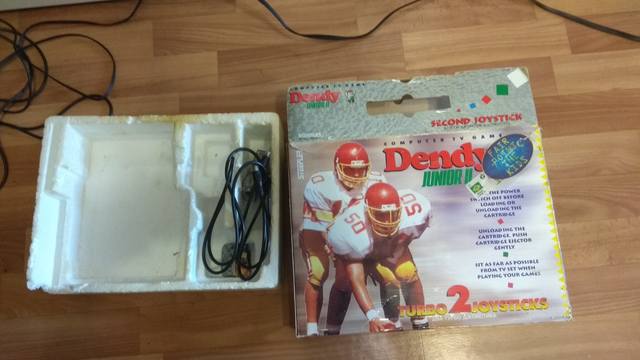 COMPUTER TV GAME
Dendy
JUNIOR II
SECOND JOYSTICK
COMPUTER TV GAME
Dendy
JUNIOR II
THE POWER
SWITCH OFF BEFORE
LOADING OR
UNLOADING THE
CARTRIDGE
UNLOADING THE
CARTRIDGE, PUSH
CARTRIDGE EJECTOR
GENTLY
SIT AS FAR AS POSSIBLE
FROM TV SET WHEN
PLAYING YOUR GAMES
50
50
TURBO 2 JOYSTICKS